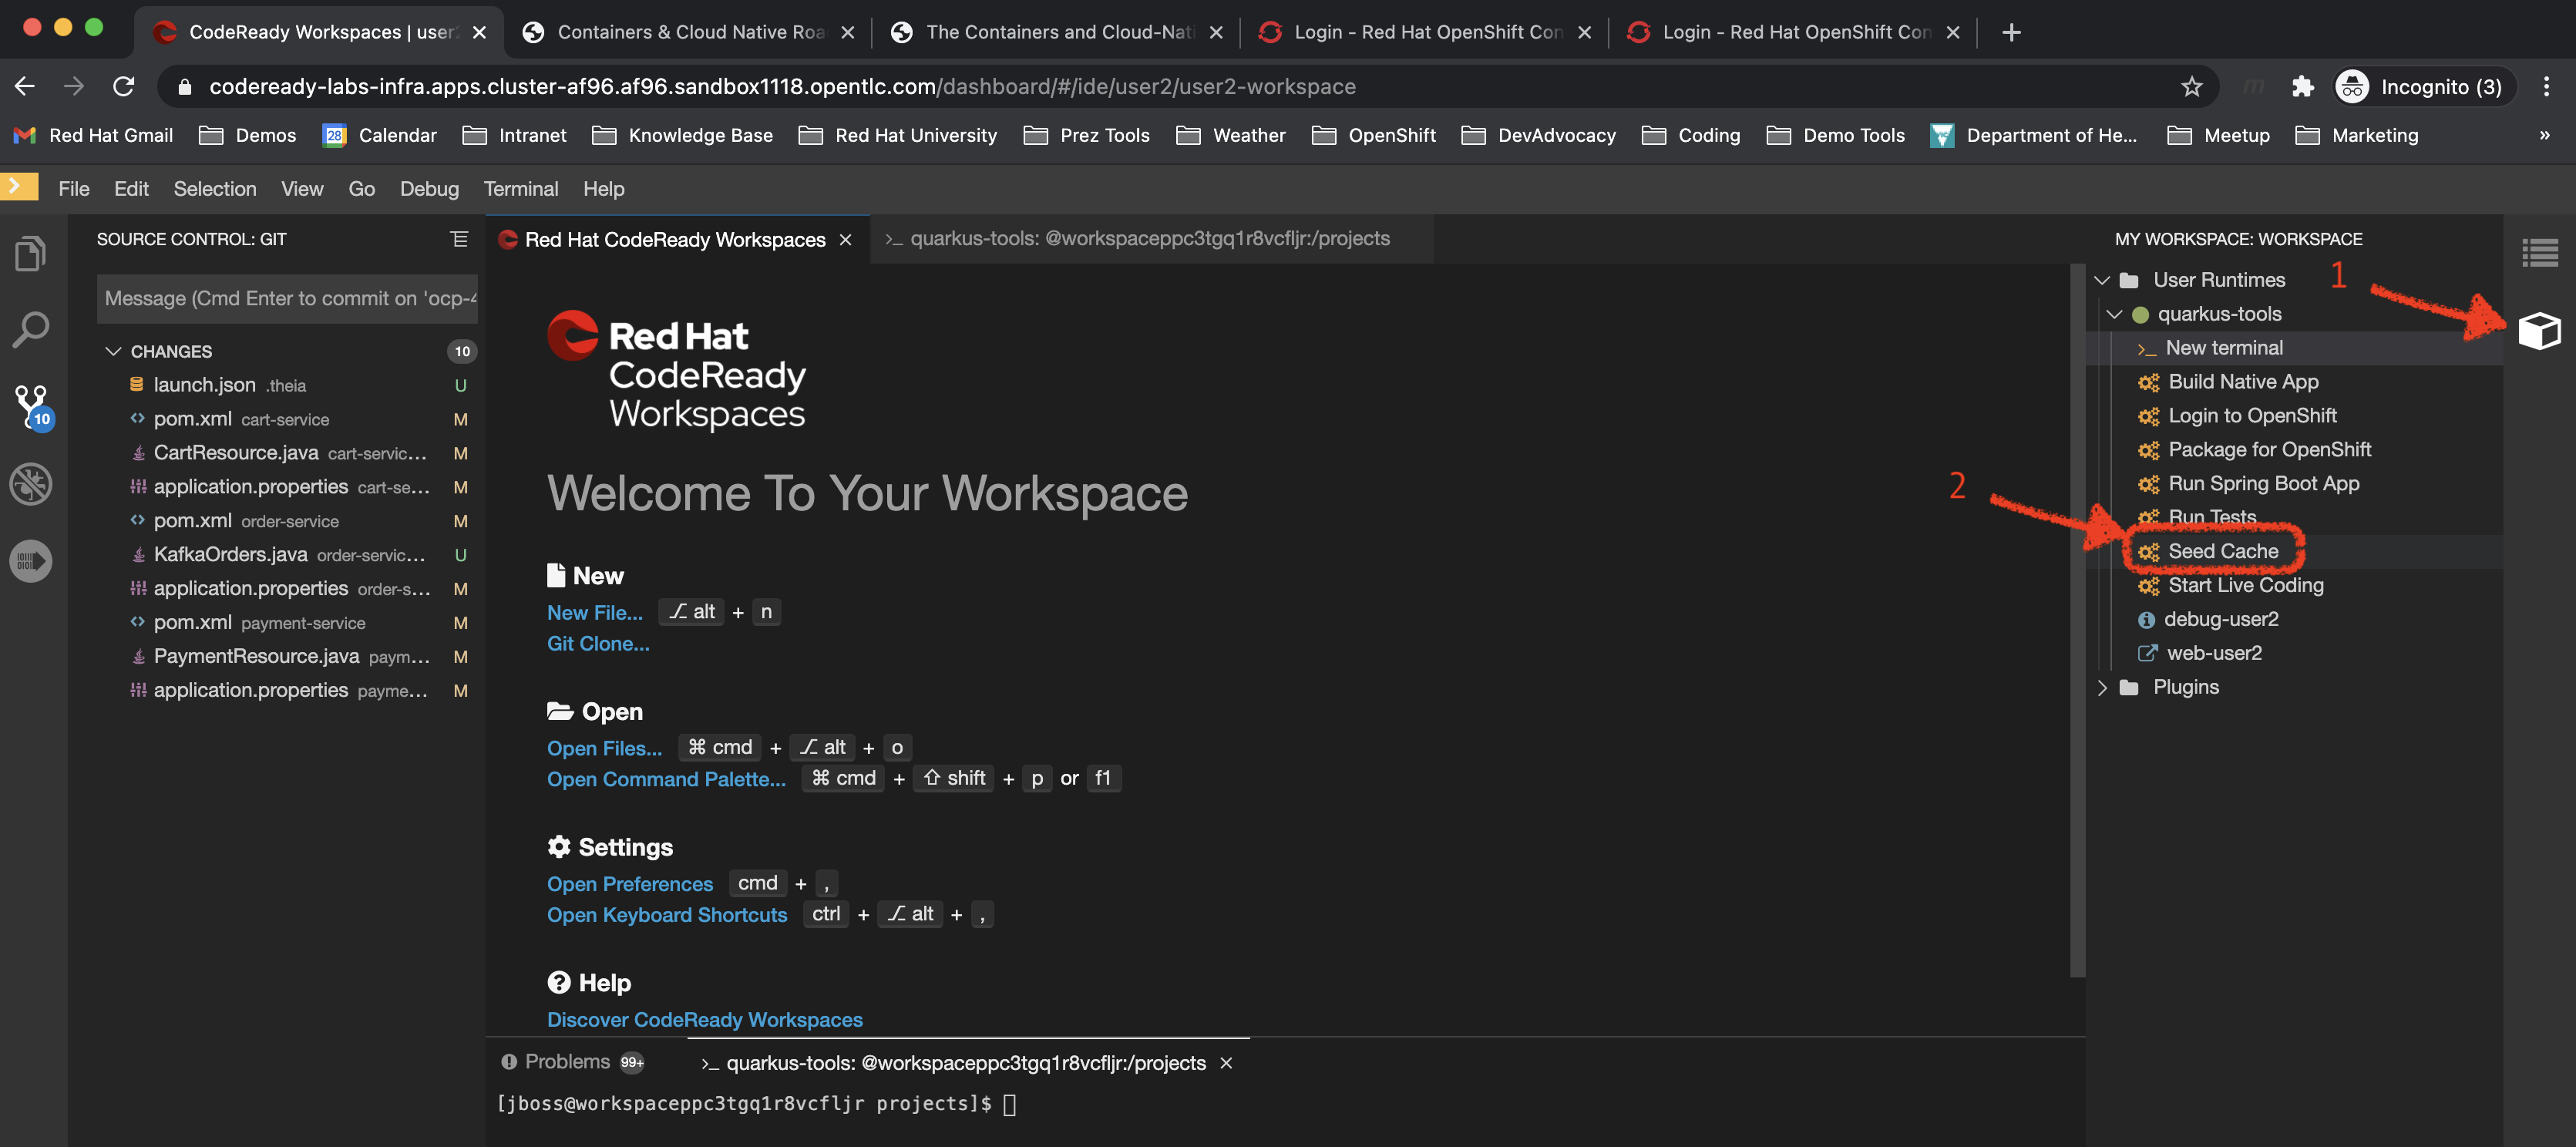 CodeReady Workspaces | user2
Containers & Cloud Native Roa
The Containers and Cloud-Nati
Login - Red Hat OpenShift Con
Login - Red Hat OpenShift Con
codeready-labs-infra.apps.cluster-af96.af96.sandbox1118.opentlc.com/dashboard/#/ide/user2/user2-workspace
Incognito (3)
Red Hat Gmail
Demos
28
Calendar
Intranet
Knowledge Base
Red Hat University
Prez Tools
Weather
OpenShift
DevAdvocacy
Coding
Demo Tools
Department of He...
Meetup
Marketing
»
File Edit Selection View Go Debug Terminal Help
SOURCE CONTROL: GIT
Message (Cmd Enter to commit on 'ocp-4
CHANGES 10
launch.json .theia U
pom.xml cart-service M
CartResource.java cart-servic... M
application.properties cart-se... M
pom.xml order-service M
KafkaOrders.java order-servic... U
application.properties order-s... M
pom.xml payment-service M
PaymentResource.java paym... M
application.properties payme... M
10
Red Hat CodeReady Workspaces
>_ quarkus-tools: @workspaceppc3tgq1r8vcfljr:/projects
Red Hat
CodeReady
Workspaces
Welcome To Your Workspace
New
New File... ⌥ alt + n
Git Clone...
Open
Open Files... ⌘ cmd + ⌥ alt + o
Open Command Palette... ⌘ cmd + ⇧ shift + p or f1
Settings
Open Preferences cmd + ,
Open Keyboard Shortcuts ctrl + ⌥ alt + ,
Help
Discover CodeReady Workspaces
Problems 99+
>_ quarkus-tools: @workspaceppc3tgq1r8vcfljr:/projects
[jboss@workspaceppc3tgq1r8vcfljr projects]$
MY WORKSPACE: WORKSPACE
User Runtimes
1
quarkus-tools
>_ New terminal
Build Native App
Login to OpenShift
Package for OpenShift
2
Run Spring Boot App
Run Tests
Seed Cache
Start Live Coding
debug-user2
web-user2
Plugins